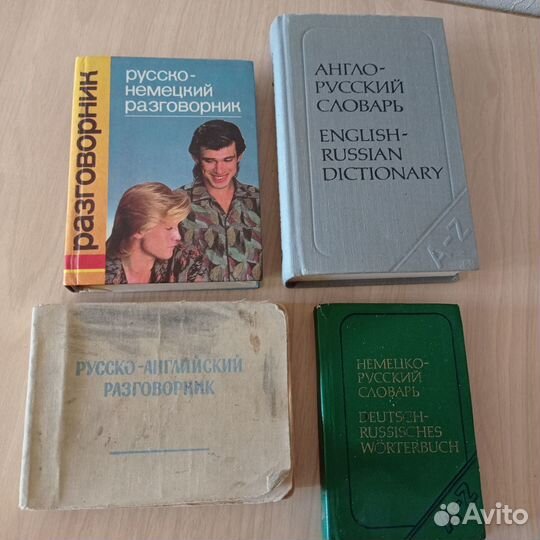 разговорник
русско-
немецкий
разговорник
АНГЛО-
РУССКИЙ
СЛОВАРЬ
ENGLISH-
RUSSIAN
DICTIONARY
A-Z
РУССКО-АНГЛИЙСКИЙ
РАЗГОВОРНИК
НЕМЕЦКО-
РУССКИЙ
СЛОВАРЬ
DEUTSCH-
RUSSISCHES
WÖRTERBUCH
A-Z
Avito